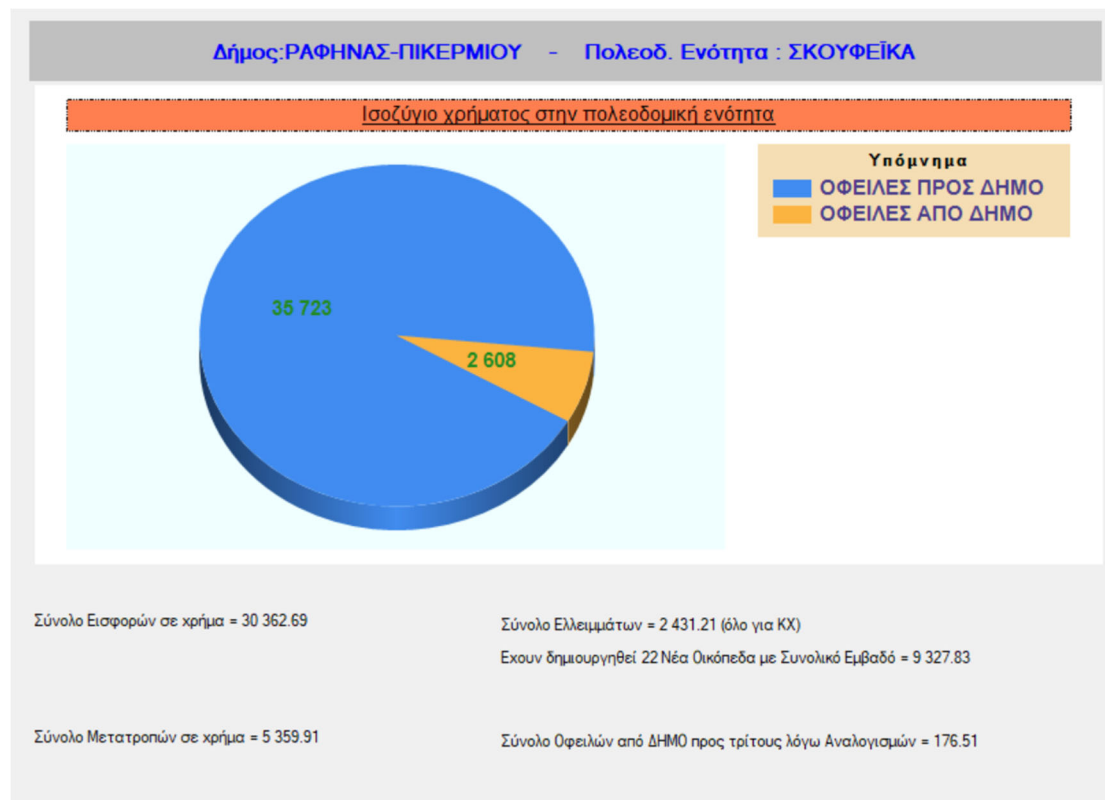 Δήμος:ΡΑΦΗΝΑΣ-ΠΙΚΕΡΜΙΟΥ - Πολεοδ. Ενότητα : ΣΚΟΥΦΕΪΚΑ
Ισοζύγιο χρήματος στην πολεοδομική ενότητα
Υπόμνημα
ΟΦΕΙΛΕΣ ΠΡΟΣ ΔΗΜΟ
ΟΦΕΙΛΕΣ ΑΠΟ ΔΗΜΟ
35 723
2 608
Σύνολο Εισφορών σε χρήμα = 30 362.69
Σύνολο Ελλειμμάτων = 2 431.21 (όλο για ΚΧ)
Εχουν δημιουργηθεί 22 Νέα Οικόπεδα με Συνολικό Εμβαδό = 9 327.83
Σύνολο Μετατροπών σε χρήμα = 5 359.91
Σύνολο Οφειλών από ΔΗΜΟ προς τρίτους λόγω Αναλογισμών = 176.51